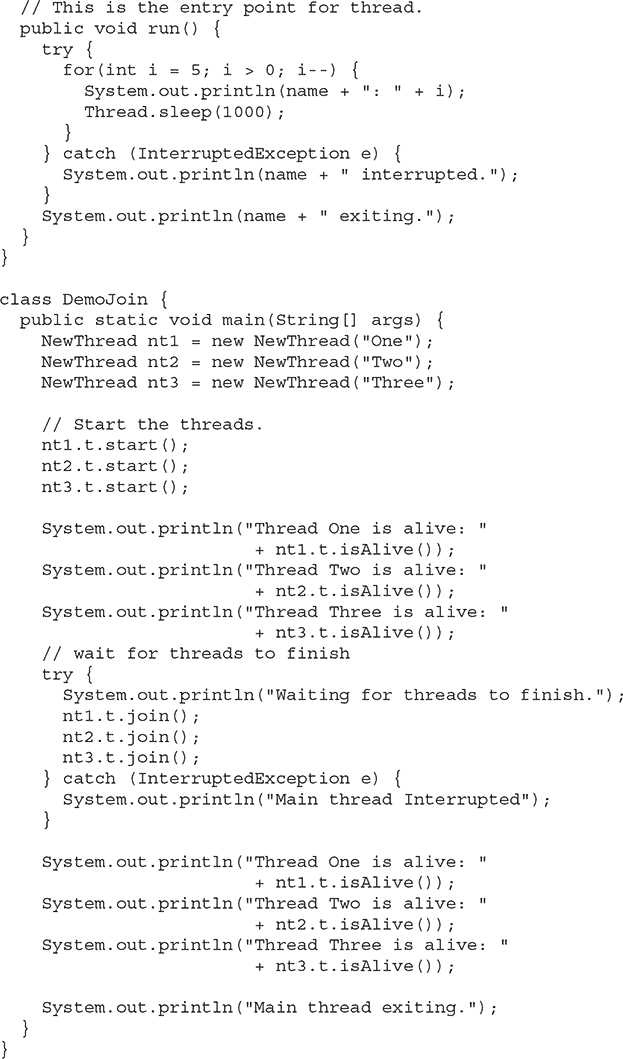 // This is the entry point for thread.
  public void run() {
    try {
      for(int i = 5; i > 0; i--) {
        System.out.println(name + ": " + i);
        Thread.sleep(1000);
      }
    } catch (InterruptedException e) {
      System.out.println(name + " interrupted.");
    }
    System.out.println(name + " exiting.");
  }
}

class DemoJoin {
  public static void main(String[] args) {
    NewThread nt1 = new NewThread("One");
    NewThread nt2 = new NewThread("Two");
    NewThread nt3 = new NewThread("Three");

    // Start the threads.
    nt1.t.start();
    nt2.t.start();
    nt3.t.start();

    System.out.println("Thread One is alive: "
                        + nt1.t.isAlive());
    System.out.println("Thread Two is alive: "
                        + nt2.t.isAlive());
    System.out.println("Thread Three is alive: "
                        + nt3.t.isAlive());
    // wait for threads to finish
    try {
      System.out.println("Waiting for threads to finish.");
      nt1.t.join();
      nt2.t.join();
      nt3.t.join();
    } catch (InterruptedException e) {
      System.out.println("Main thread Interrupted");
    }

    System.out.println("Thread One is alive: "
                        + nt1.t.isAlive());
    System.out.println("Thread Two is alive: "
                        + nt2.t.isAlive());
    System.out.println("Thread Three is alive: "
                        + nt3.t.isAlive());

    System.out.println("Main thread exiting.");
  }
}